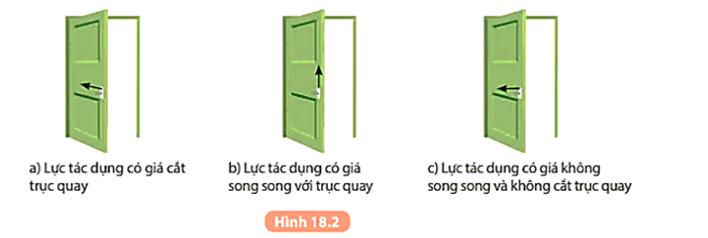 a) Lực tác dụng có giá cắt
trục quay
b) Lực tác dụng có giá
song song với trục quay
c) Lực tác dụng có giá không
song song và không cắt trục quay
Hình 18.2